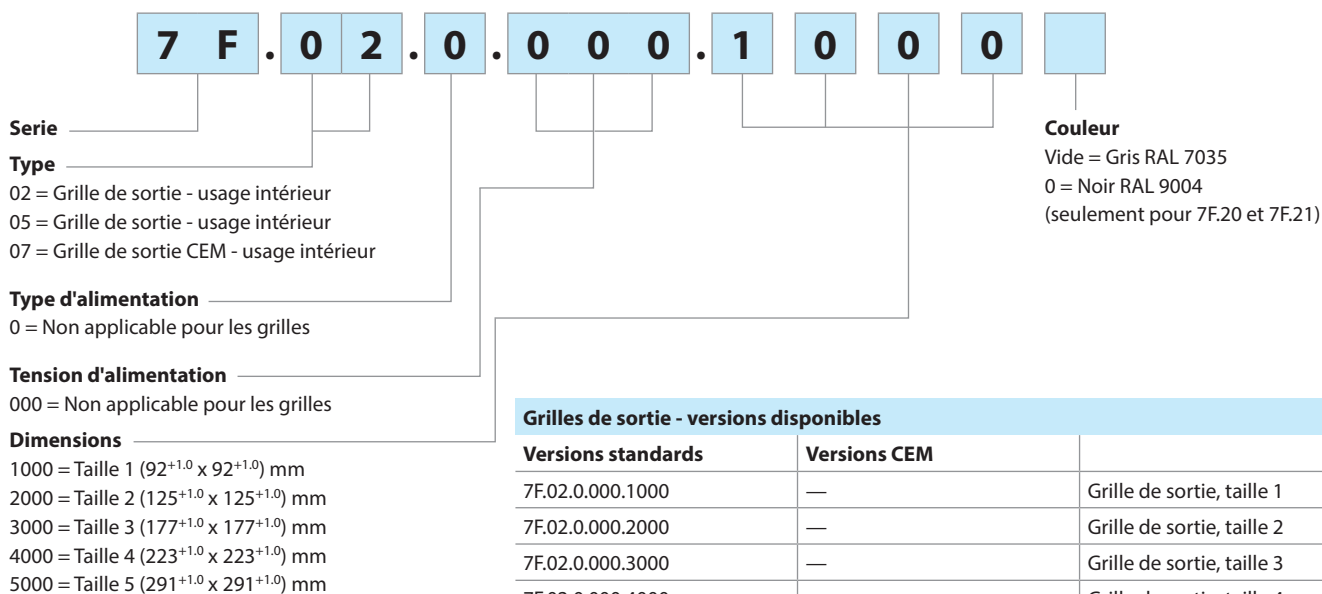 7 F . 0 2 . 0 . 0 0 0 . 1 0 0 0
Serie
Type
02 = Grille de sortie - usage intérieur
05 = Grille de sortie - usage intérieur
07 = Grille de sortie CEM - usage intérieur
Type d'alimentation
0 = Non applicable pour les grilles
Tension d'alimentation
000 = Non applicable pour les grilles
Dimensions
1000 = Taille 1 (92+1.0 x 92+1.0) mm
2000 = Taille 2 (125+1.0 x 125+1.0) mm
3000 = Taille 3 (177+1.0 x 177+1.0) mm
4000 = Taille 4 (223+1.0 x 223+1.0) mm
5000 = Taille 5 (291+1.0 x 291+1.0) mm
Couleur
Vide = Gris RAL 7035
0 = Noir RAL 9004
(seulement pour 7F.20 et 7F.21)
Grilles de sortie - versions disponibles
Versions standards Versions CEM
7F.02.0.000.1000 — Grille de sortie, taille 1
7F.02.0.000.2000 — Grille de sortie, taille 2
7F.02.0.000.3000 — Grille de sortie, taille 3